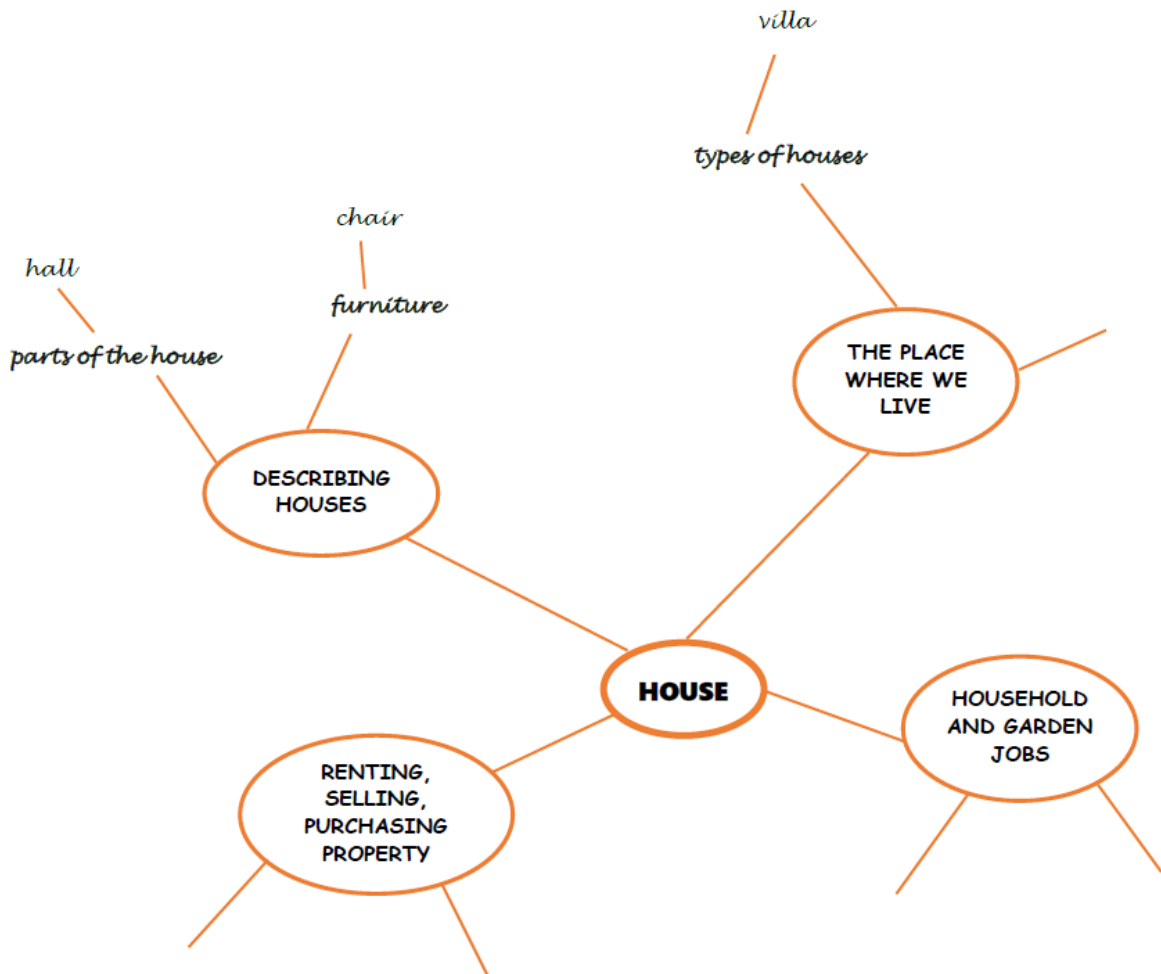 villa
types of houses
chair
hall
furniture
parts of the house
THE PLACE
WHERE WE
LIVE
DESCRIBING
HOUSES
HOUSE
HOUSEHOLD
AND GARDEN
JOBS
RENTING,
SELLING,
PURCHASING
PROPERTY